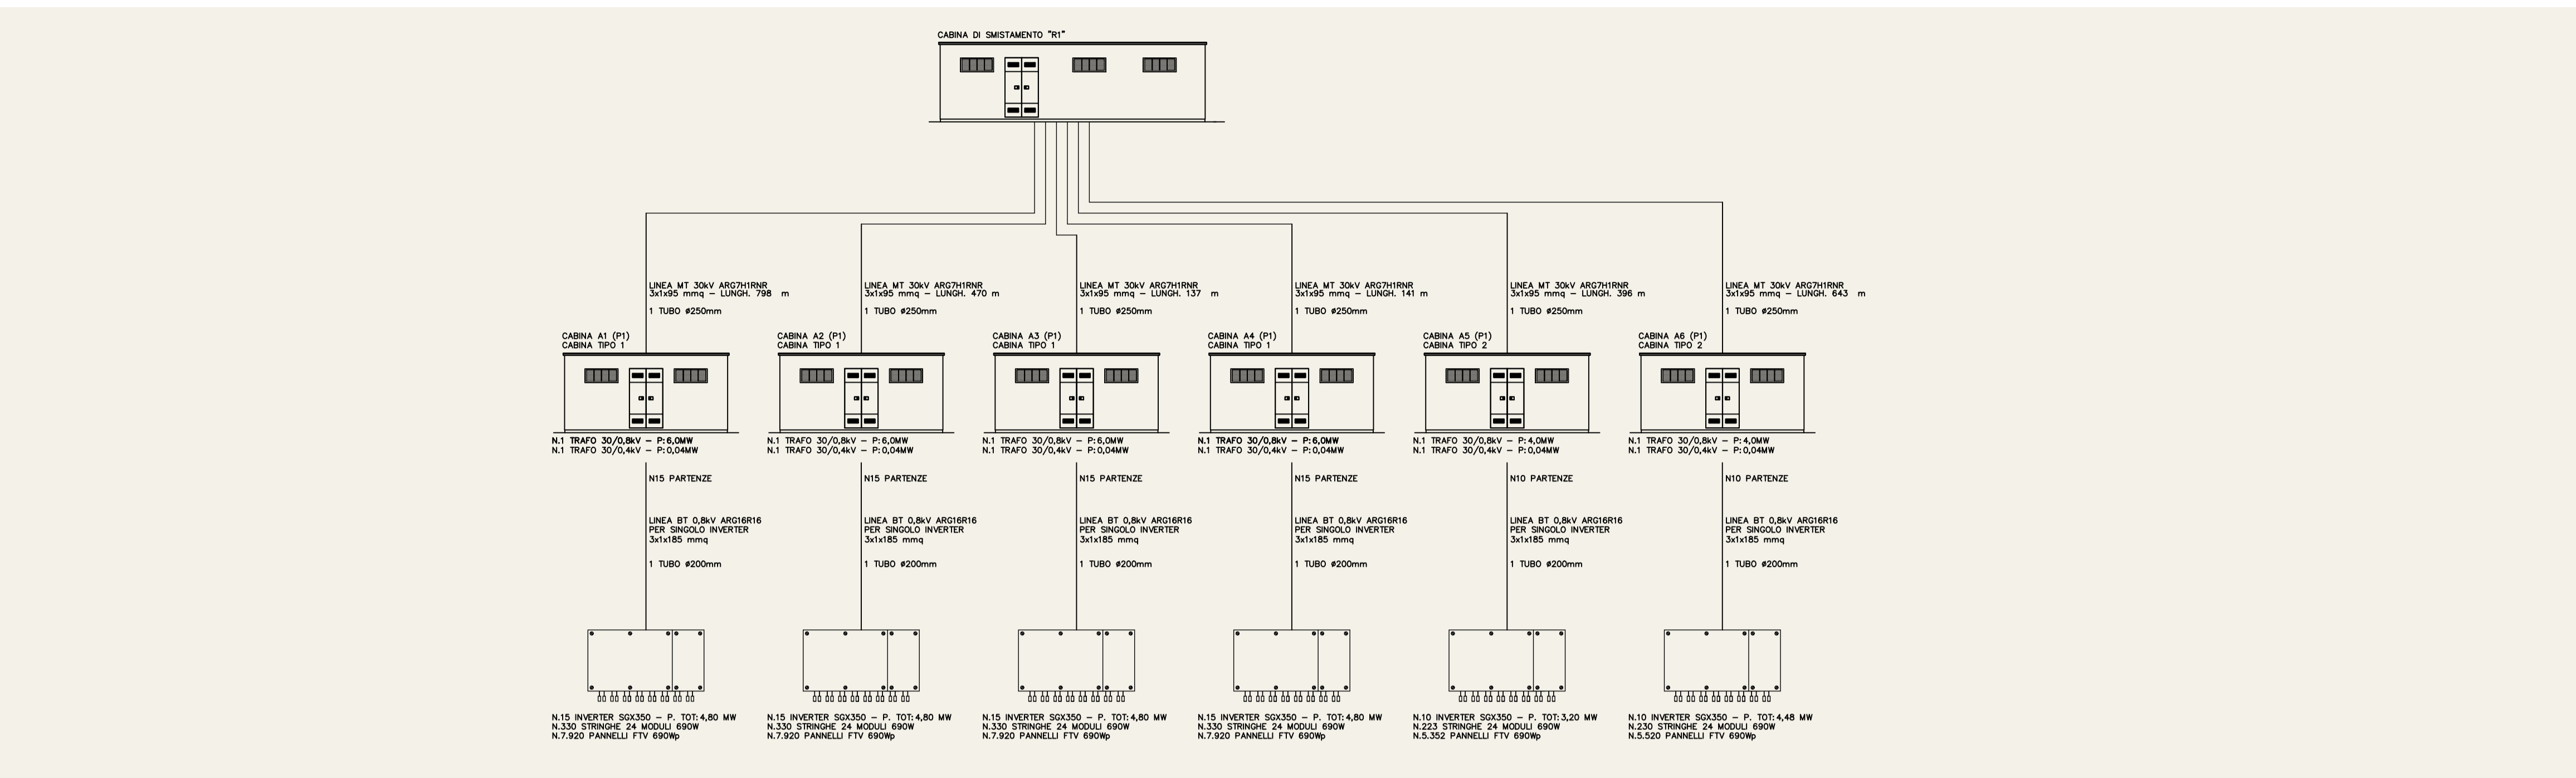 CABINA DI SMISTAMENTO "R1"
LINEA MT 30kV ARG7H1RNR
3x1x95 mmq – LUNGH. 798 m
1 TUBO ø250mm
CABINA A1 (P1)
CABINA TIPO 1
N.1 TRAFO 30/0,8kV – P:6,0MW
N.1 TRAFO 30/0,4kV – P:0,04MW
N15 PARTENZE
LINEA BT 0,8kV ARG16R16
PER SINGOLO INVERTER
3x1x185 mmq
1 TUBO ø200mm
N.15 INVERTER SGX350 – P. TOT:4,80 MW
N.330 STRINGHE 24 MODULI 690W
N.7.920 PANNELLI FTV 690Wp
LINEA MT 30kV ARG7H1RNR
3x1x95 mmq – LUNGH. 470 m
1 TUBO ø250mm
CABINA A2 (P1)
CABINA TIPO 1
N.1 TRAFO 30/0,8kV – P:6,0MW
N.1 TRAFO 30/0,4kV – P:0,04MW
N15 PARTENZE
LINEA BT 0,8kV ARG16R16
PER SINGOLO INVERTER
3x1x185 mmq
1 TUBO ø200mm
N.15 INVERTER SGX350 – P. TOT:4,80 MW
N.330 STRINGHE 24 MODULI 690W
N.7.920 PANNELLI FTV 690Wp
LINEA MT 30kV ARG7H1RNR
3x1x95 mmq – LUNGH. 137 m
1 TUBO ø250mm
CABINA A3 (P1)
CABINA TIPO 1
N.1 TRAFO 30/0,8kV – P:6,0MW
N.1 TRAFO 30/0,4kV – P:0,04MW
N15 PARTENZE
LINEA BT 0,8kV ARG16R16
PER SINGOLO INVERTER
3x1x185 mmq
1 TUBO ø200mm
N.15 INVERTER SGX350 – P. TOT:4,80 MW
N.330 STRINGHE 24 MODULI 690W
N.7.920 PANNELLI FTV 690Wp
LINEA MT 30kV ARG7H1RNR
3x1x95 mmq – LUNGH. 141 m
1 TUBO ø250mm
CABINA A4 (P1)
CABINA TIPO 1
N.1 TRAFO 30/0,8kV – P:6,0MW
N.1 TRAFO 30/0,4kV – P:0,04MW
N15 PARTENZE
LINEA BT 0,8kV ARG16R16
PER SINGOLO INVERTER
3x1x185 mmq
1 TUBO ø200mm
N.15 INVERTER SGX350 – P. TOT:4,80 MW
N.330 STRINGHE 24 MODULI 690W
N.7.920 PANNELLI FTV 690Wp
LINEA MT 30kV ARG7H1RNR
3x1x95 mmq – LUNGH. 396 m
1 TUBO ø250mm
CABINA A5 (P1)
CABINA TIPO 2
N.1 TRAFO 30/0,8kV – P:4,0MW
N.1 TRAFO 30/0,4kV – P:0,04MW
N10 PARTENZE
LINEA BT 0,8kV ARG16R16
PER SINGOLO INVERTER
3x1x185 mmq
1 TUBO ø200mm
N.10 INVERTER SGX350 – P. TOT:3,20 MW
N.223 STRINGHE 24 MODULI 690W
N.5.352 PANNELLI FTV 690Wp
LINEA MT 30kV ARG7H1RNR
3x1x95 mmq – LUNGH. 643 m
1 TUBO ø250mm
CABINA A6 (P1)
CABINA TIPO 2
N.1 TRAFO 30/0,8kV – P:4,0MW
N.1 TRAFO 30/0,4kV – P:0,04MW
N10 PARTENZE
LINEA BT 0,8kV ARG16R16
PER SINGOLO INVERTER
3x1x185 mmq
1 TUBO ø200mm
N.10 INVERTER SGX350 – P. TOT:4,48 MW
N.230 STRINGHE 24 MODULI 690W
N.5.520 PANNELLI FTV 690Wp